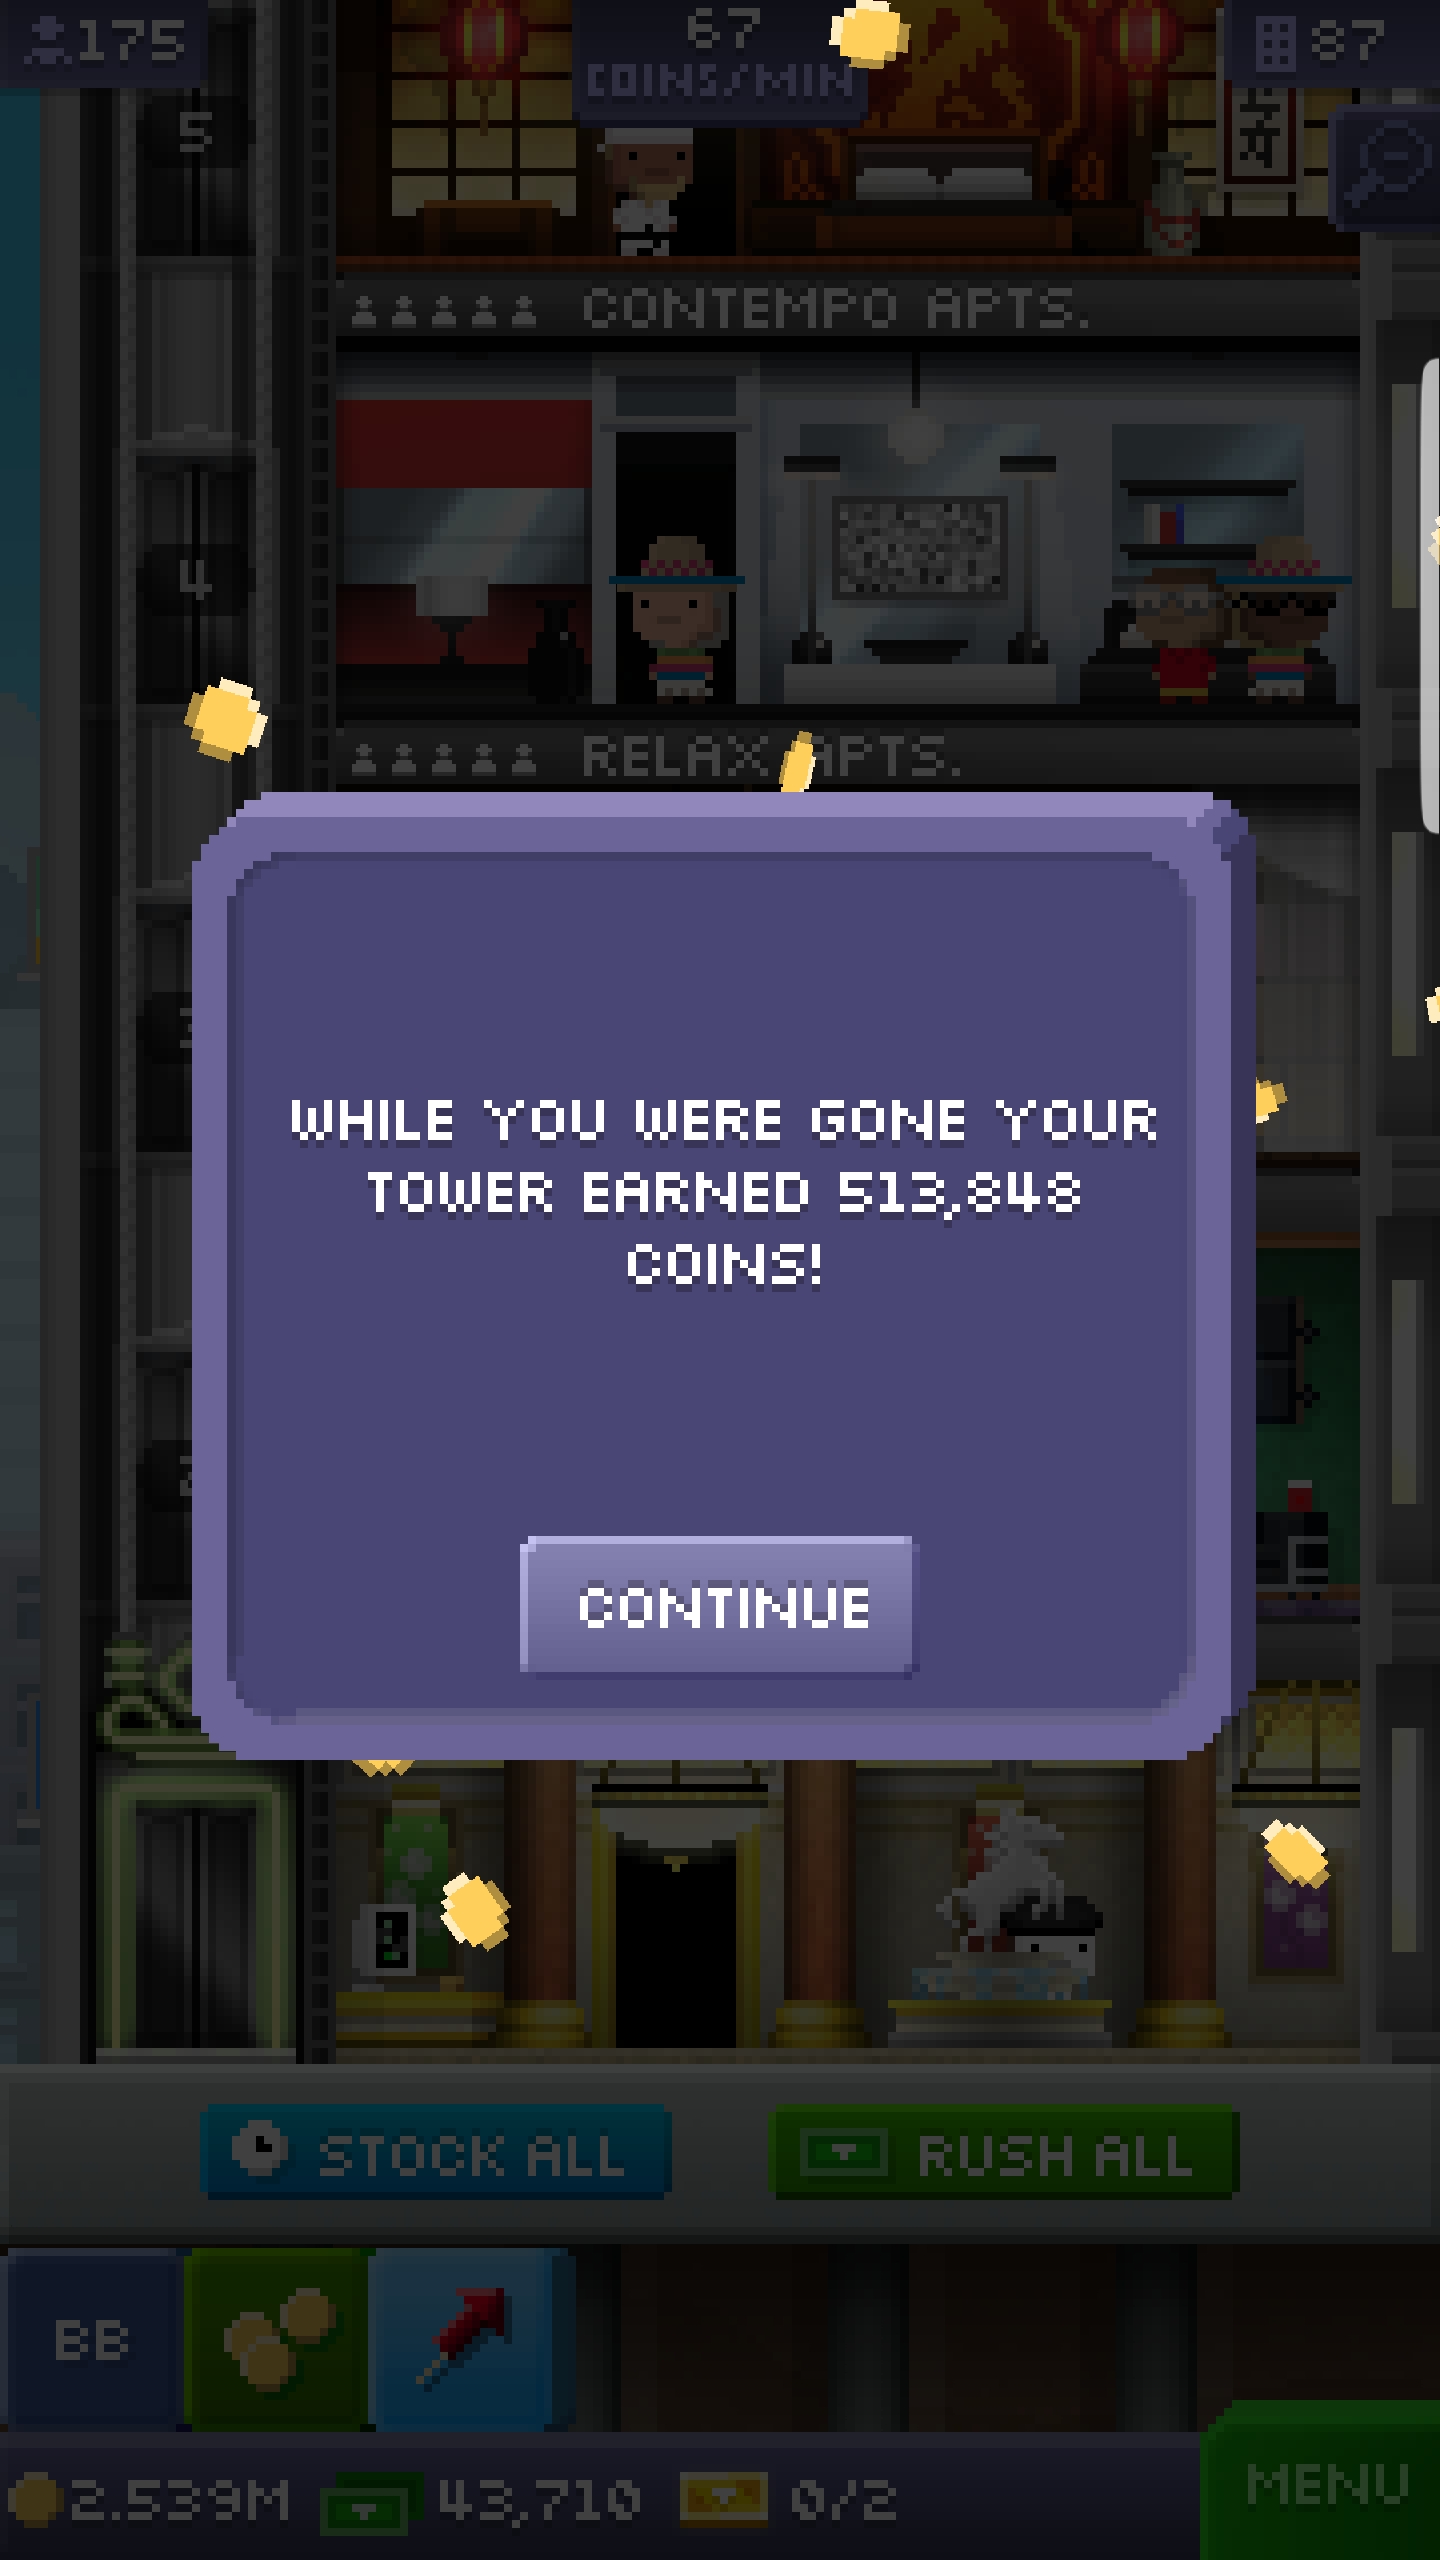 175
67
COINS/MIN
87
5
CONTEMPO APTS.
4
RELAX APTS.
WHILE YOU WERE GONE YOUR
TOWER EARNED 513,848
COINS!
CONTINUE
STOCK ALL
RUSH ALL
BB
2.539M
43,710
0/2
MENU